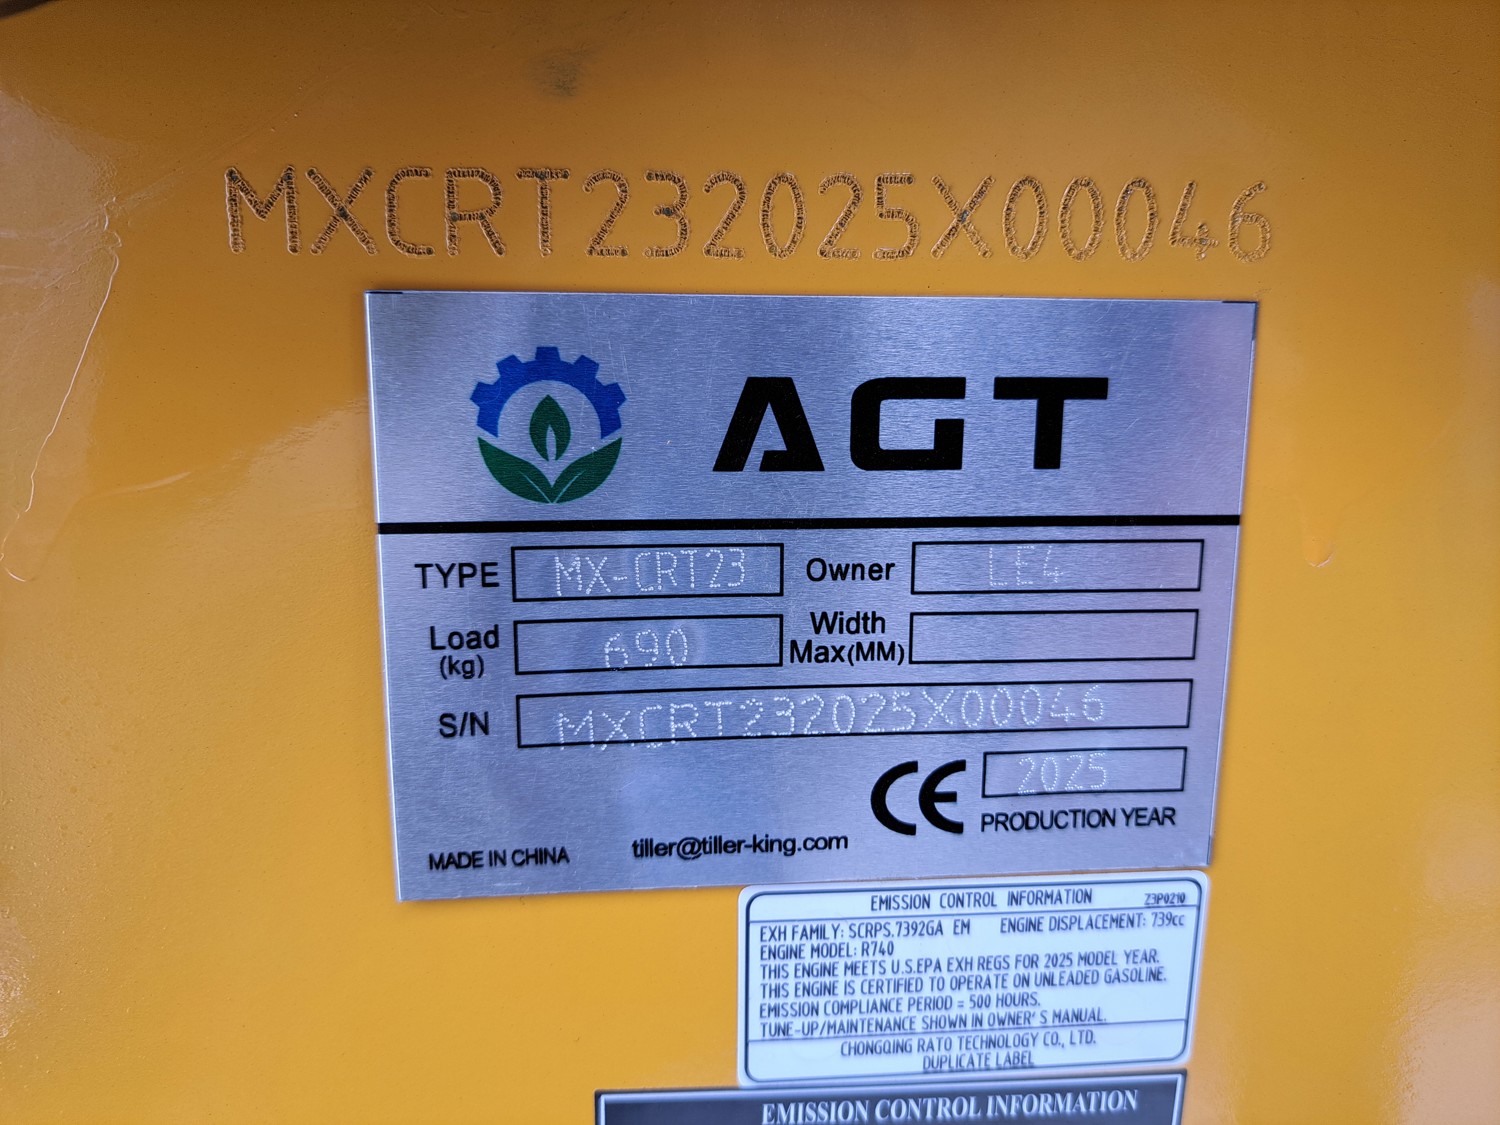 MXCRT232025X00046
AGT
TYPE MX-CRT23 Owner LE4
Load (kg) 690 Width Max(MM)
S/N MXCRT232025X00046
CE 2025
PRODUCTION YEAR
MADE IN CHINA tiller@tiller-king.com
EMISSION CONTROL INFORMATION Z3P0210
EXH FAMILY: SCRPS.7392GA EM ENGINE DISPLACEMENT: 739cc
ENGINE MODEL: R740
THIS ENGINE MEETS U.S.EPA EXH REGS FOR 2025 MODEL YEAR.
THIS ENGINE IS CERTIFIED TO OPERATE ON UNLEADED GASOLINE.
EMISSION COMPLIANCE PERIOD = 500 HOURS.
TUNE-UP/MAINTENANCE SHOWN IN OWNER' S MANUAL.
CHONGQING RATO TECHNOLOGY CO., LTD.
DUPLICATE LABEL
EMISSION CONTROL INFORMATION